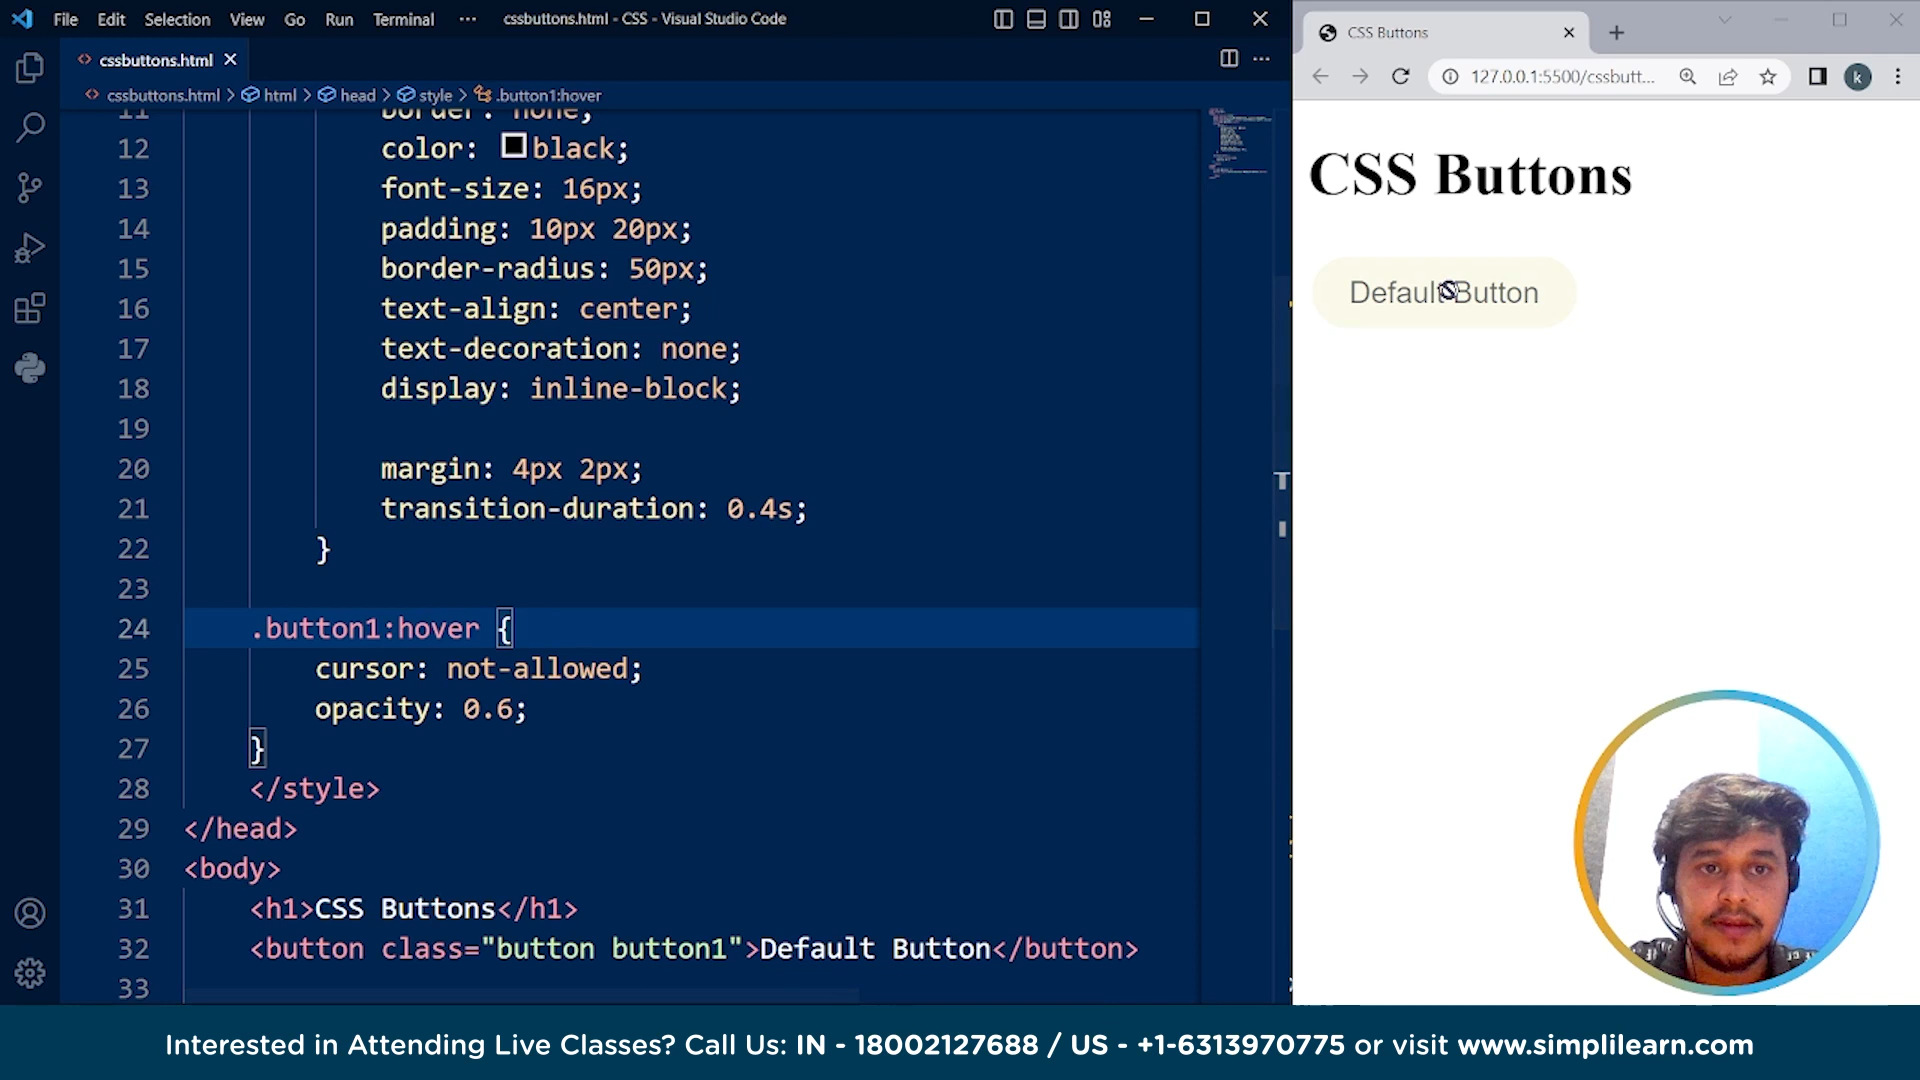 File Edit Selection View Go Run Terminal ··· cssbuttons.html - CSS - Visual Studio Code
cssbuttons.html
cssbuttons.html > html > head > style > .button1:hover
11 border: none;
12 color: black;
13 font-size: 16px;
14 padding: 10px 20px;
15 border-radius: 50px;
16 text-align: center;
17 text-decoration: none;
18 display: inline-block;
19
20 margin: 4px 2px;
21 transition-duration: 0.4s;
22 }
23
24 .button1:hover {
25 cursor: not-allowed;
26 opacity: 0.6;
27 }
28 </style>
29 </head>
30 <body>
31 <h1>CSS Buttons</h1>
32 <button class="button button1">Default Button</button>
33
CSS Buttons
127.0.0.1:5500/cssbutt...
k
CSS Buttons
Default Button
Interested in Attending Live Classes? Call Us: IN - 18002127688 / US - +1-6313970775 or visit www.simplilearn.com